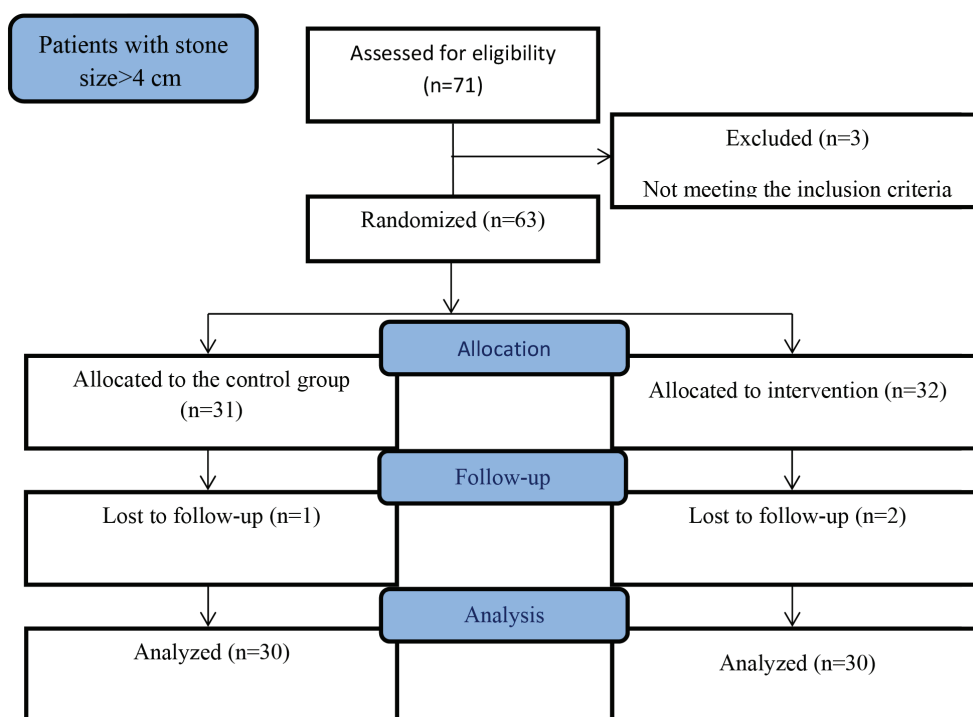 Patients with stone
size>4 cm
Assessed for eligibility
(n=71)
Excluded (n=3)
Not meeting the inclusion criteria
Randomized (n=63)
Allocation
Allocated to the control group
(n=31)
Allocated to intervention (n=32)
Follow-up
Lost to follow-up (n=1)
Lost to follow-up (n=2)
Analysis
Analyzed (n=30)
Analyzed (n=30)